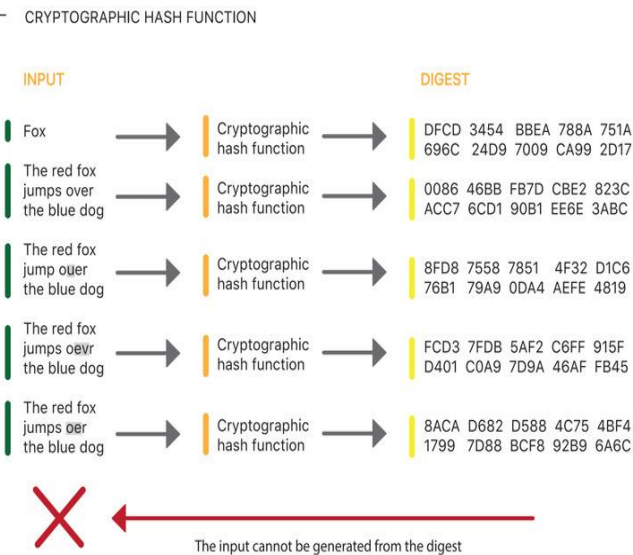 CRYPTOGRAPHIC HASH FUNCTION
INPUT
DIGEST
Fox
Cryptographic
hash function
DFCD 3454 BBEA 788A 751A
696C 24D9 7009 CA99 2D17
The red fox
jumps over
the blue dog
Cryptographic
hash function
0086 46BB FB7D CBE2 823C
ACC7 6CD1 90B1 EE6E 3ABC
The red fox
jump ouer
the blue dog
Cryptographic
hash function
8FD8 7558 7851 4F32 D1C6
76B1 79A9 0DA4 AEFE 4819
The red fox
jumps oevr
the blue dog
Cryptographic
hash function
FCD3 7FDB 5AF2 C6FF 915F
D401 C0A9 7D9A 46AF FB45
The red fox
jumps oer
the blue dog
Cryptographic
hash function
8ACA D682 D588 4C75 4BF4
1799 7D88 BCF8 92B9 6A6C
The input cannot be generated from the digest